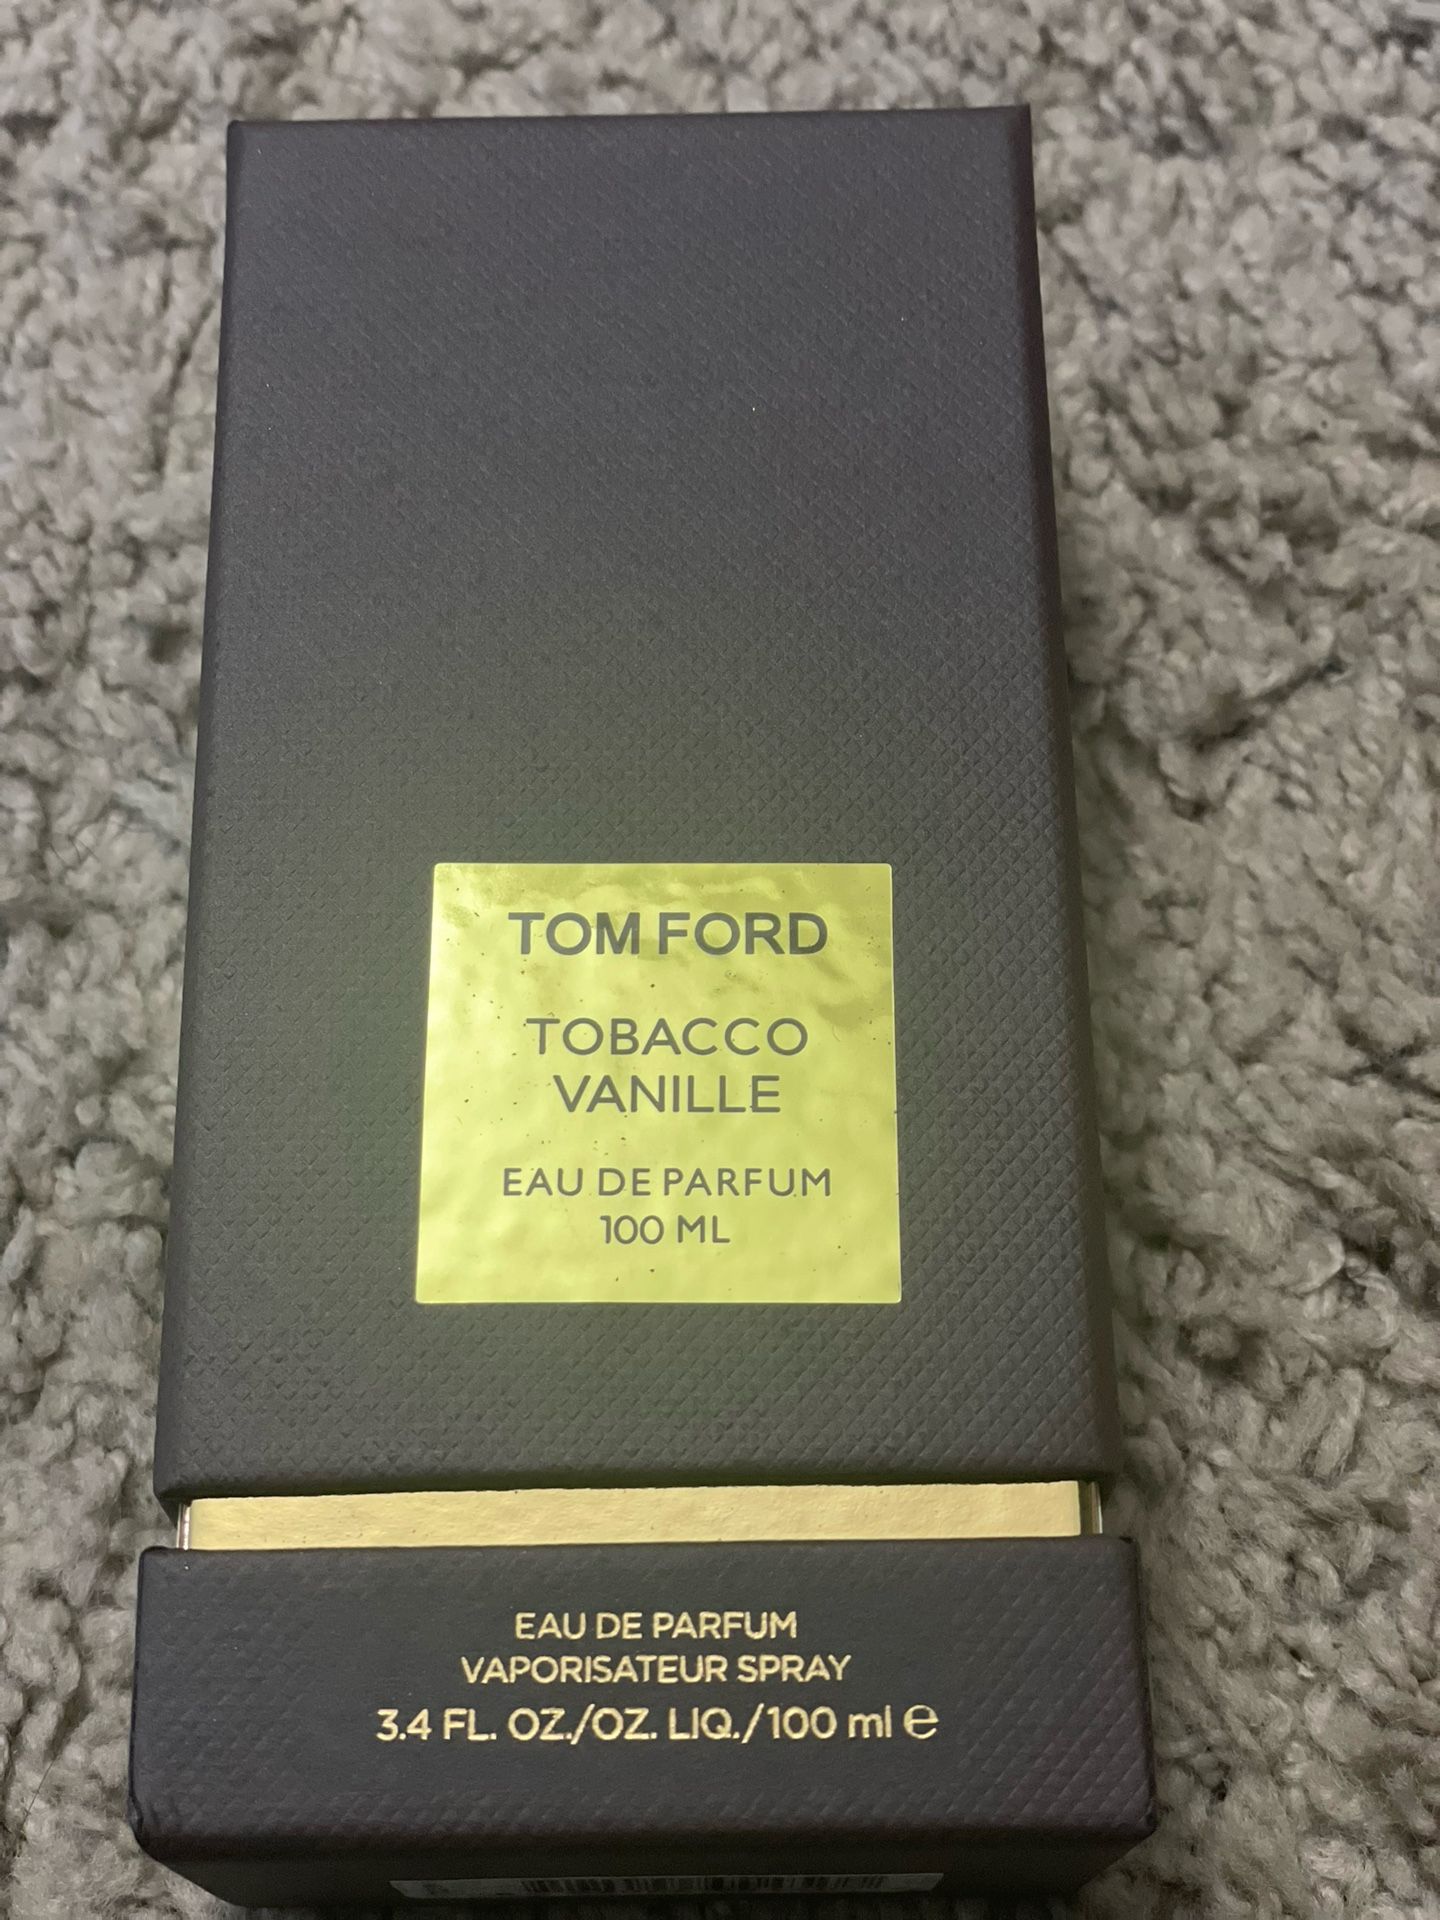 TOM FORD
TOBACCO
VANILLE
EAU DE PARFUM
100 ML
EAU DE PARFUM
VAPORISATEUR SPRAY
3.4 FL. OZ./OZ. LIQ./100 ml ℮